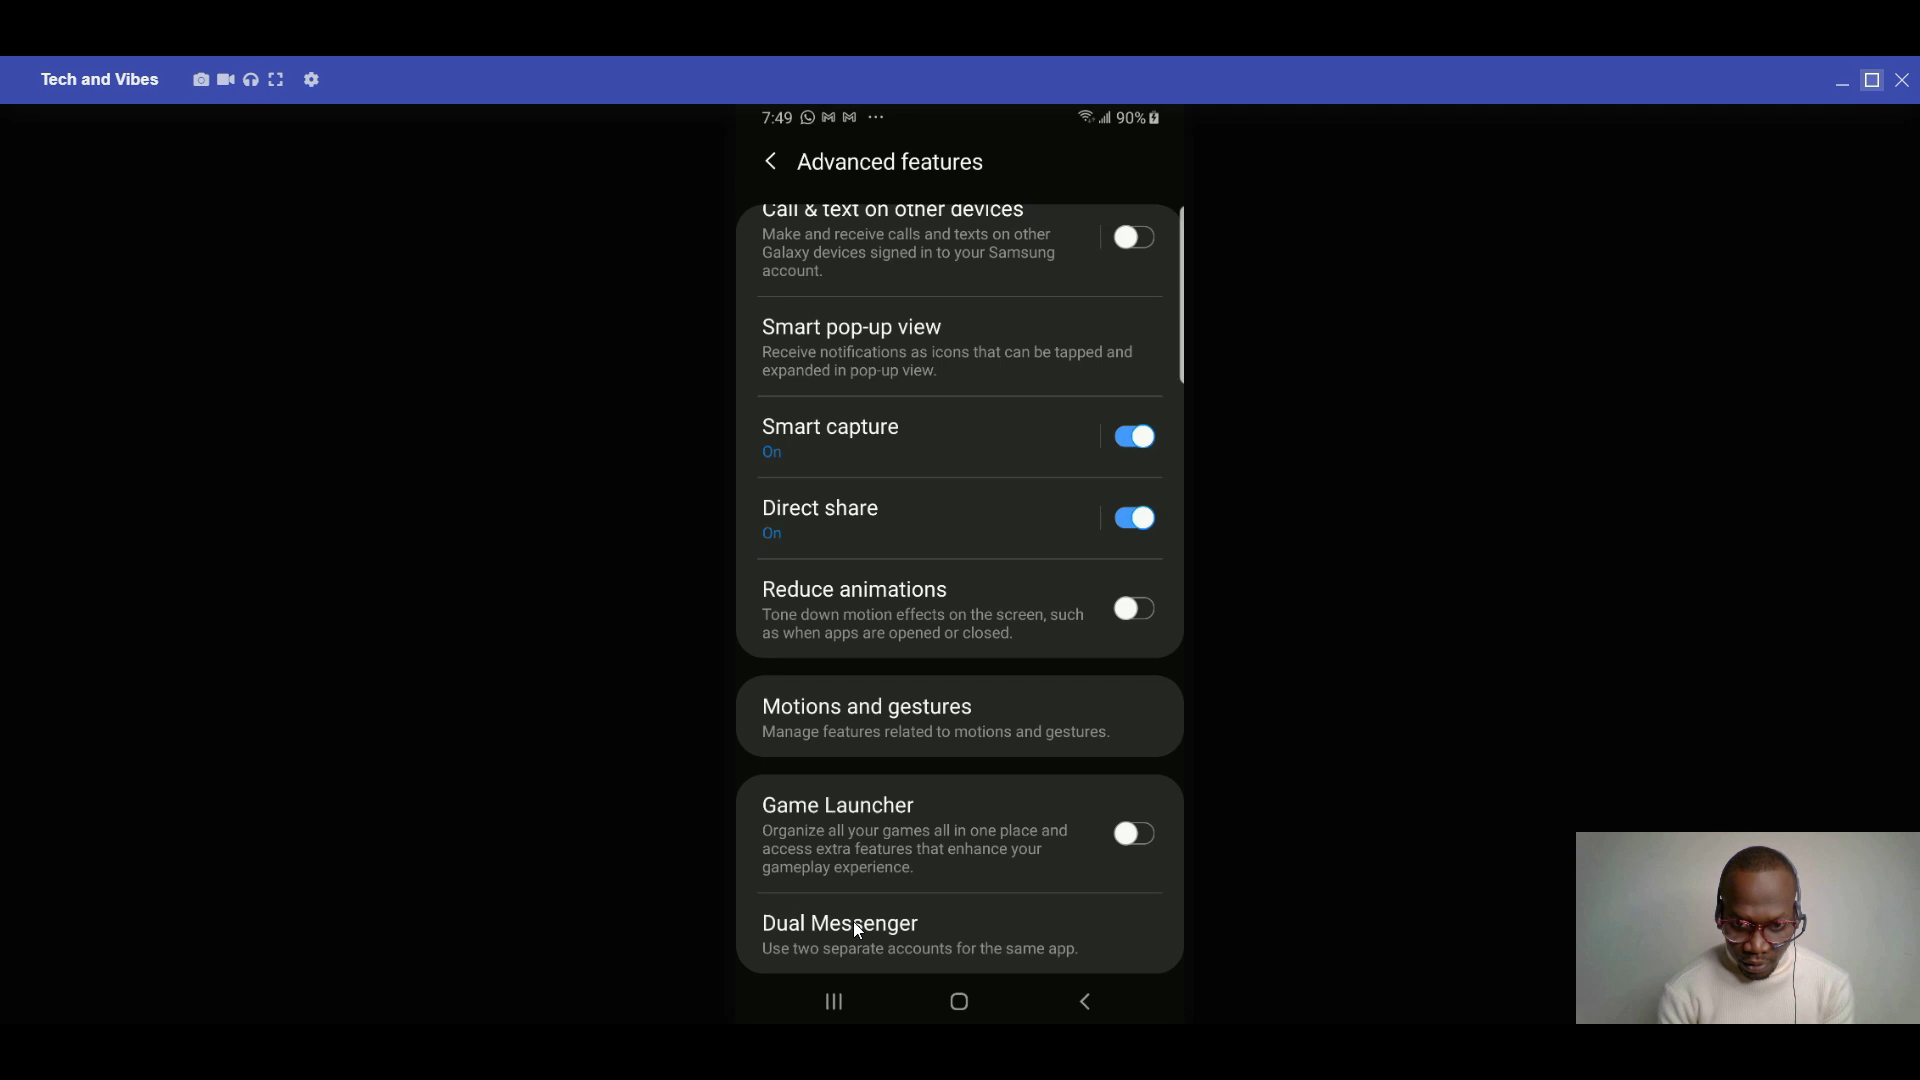 Tech and Vibes
7:49 90%
Advanced features
Call & text on other devices
Make and receive calls and texts on other
Galaxy devices signed in to your Samsung
account.
Smart pop-up view
Receive notifications as icons that can be tapped and
expanded in pop-up view.
Smart capture
On
Direct share
On
Reduce animations
Tone down motion effects on the screen, such
as when apps are opened or closed.
Motions and gestures
Manage features related to motions and gestures.
Game Launcher
Organize all your games all in one place and
access extra features that enhance your
gameplay experience.
Dual Messenger
Use two separate accounts for the same app.